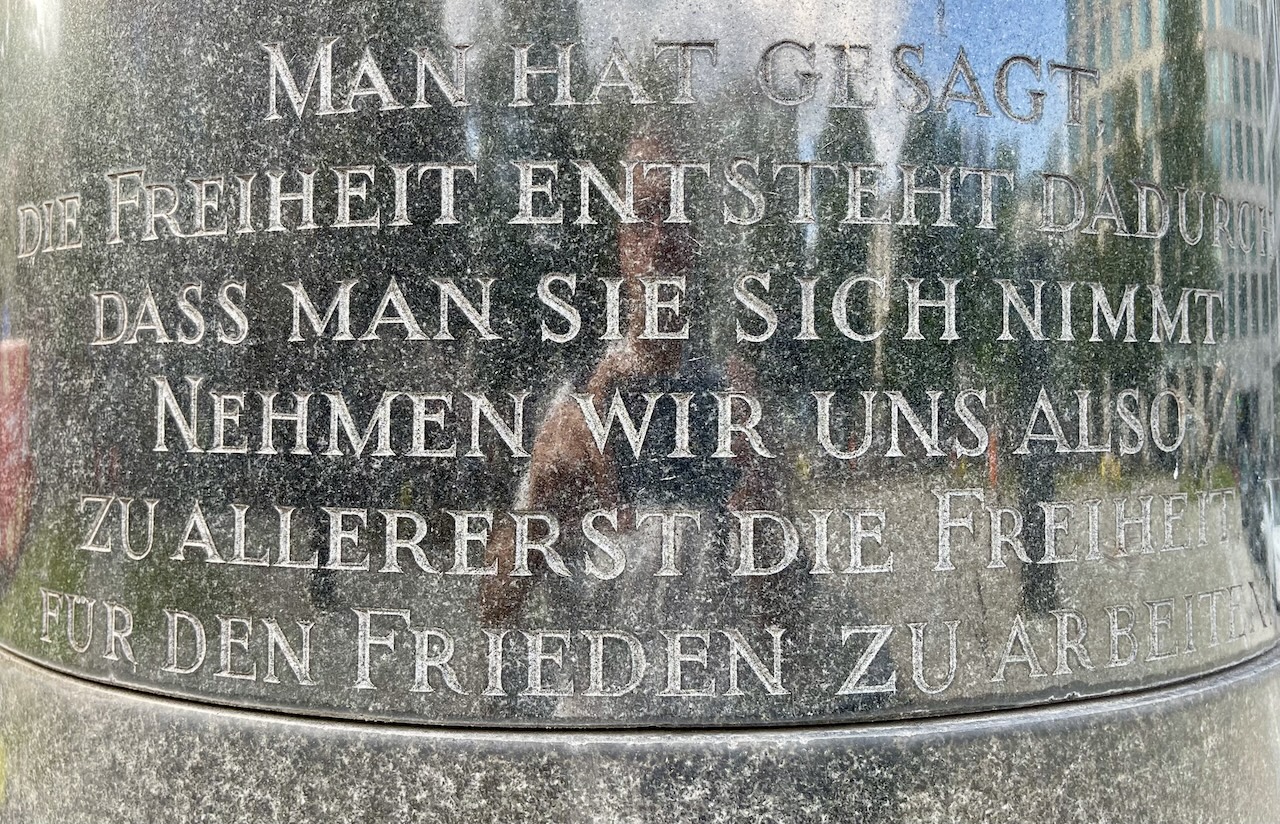 MAN HAT GESAGT,
DIE FREIHEIT ENTSTEHT DADURCH
DASS MAN SIE SICH NIMMT
NEHMEN WIR UNS ALSO
ZU ALLERERST DIE FREIHEIT
FÜR DEN FRIEDEN ZU ARBEITEN